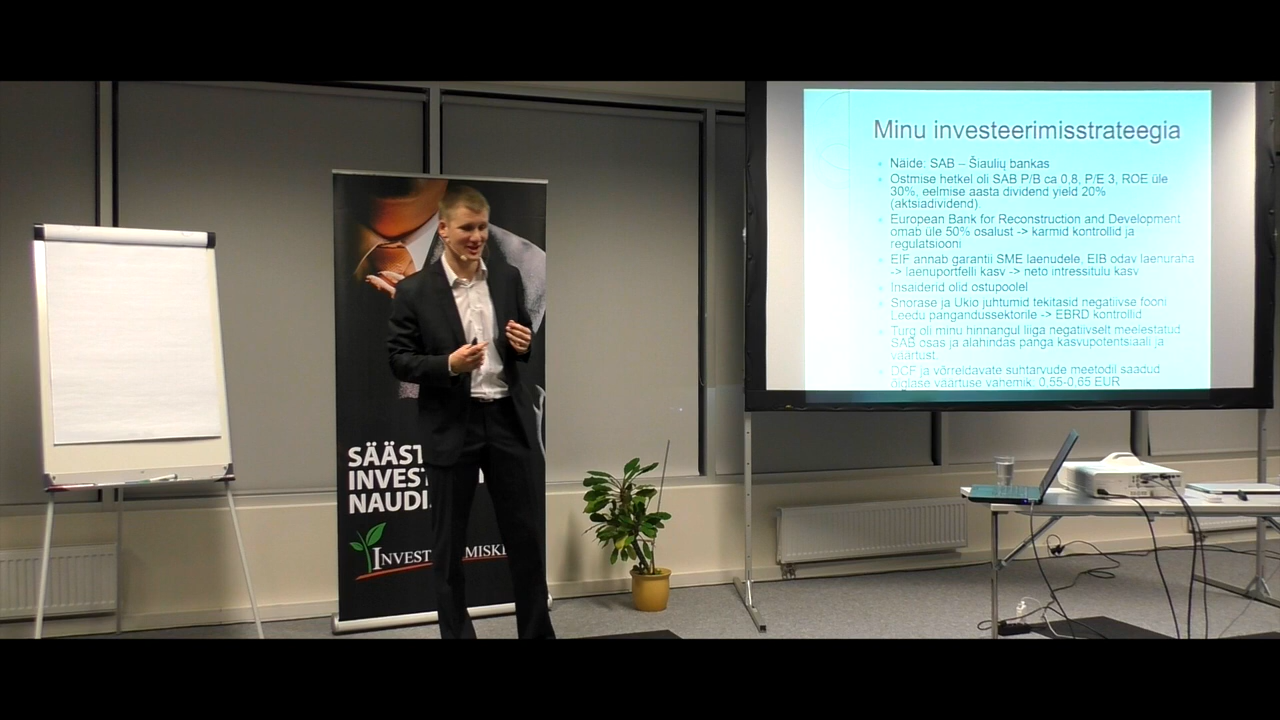 Minu investeerimisstrateegia
Näide: SAB – Šiaulių bankas
Ostmise hetkel oli SAB P/B ca 0,8, P/E 3, ROE üle
30%, eelmise aasta dividend yield 20%
(aktsiadividend).
European Bank for Reconstruction and Development
omab üle 50% osalust -> karmid kontrollid ja
regulatsiooni
EIF annab garantii SME laenudele, EIB odav laenuraha
-> laenuportfelli kasv -> neto intressitulu kasv
Insaiderid olid ostupoolel
Snorase ja Ukio juhtumid tekitasid negatiivse fooni
Leedu pangandussektorile -> EBRD kontrollid
Turg oli minu hinnangul liiga negatiivselt meelestatud
SAB osas ja alahindas panga kasvupotentsiaali ja
väärtust.
DCF ja võrreldavate suhtarvude meetodil saadud
õiglase väärtuse vahemik: 0,55-0,65 EUR
SÄÄST
INVEST
NAUDI
INVEST MISKL